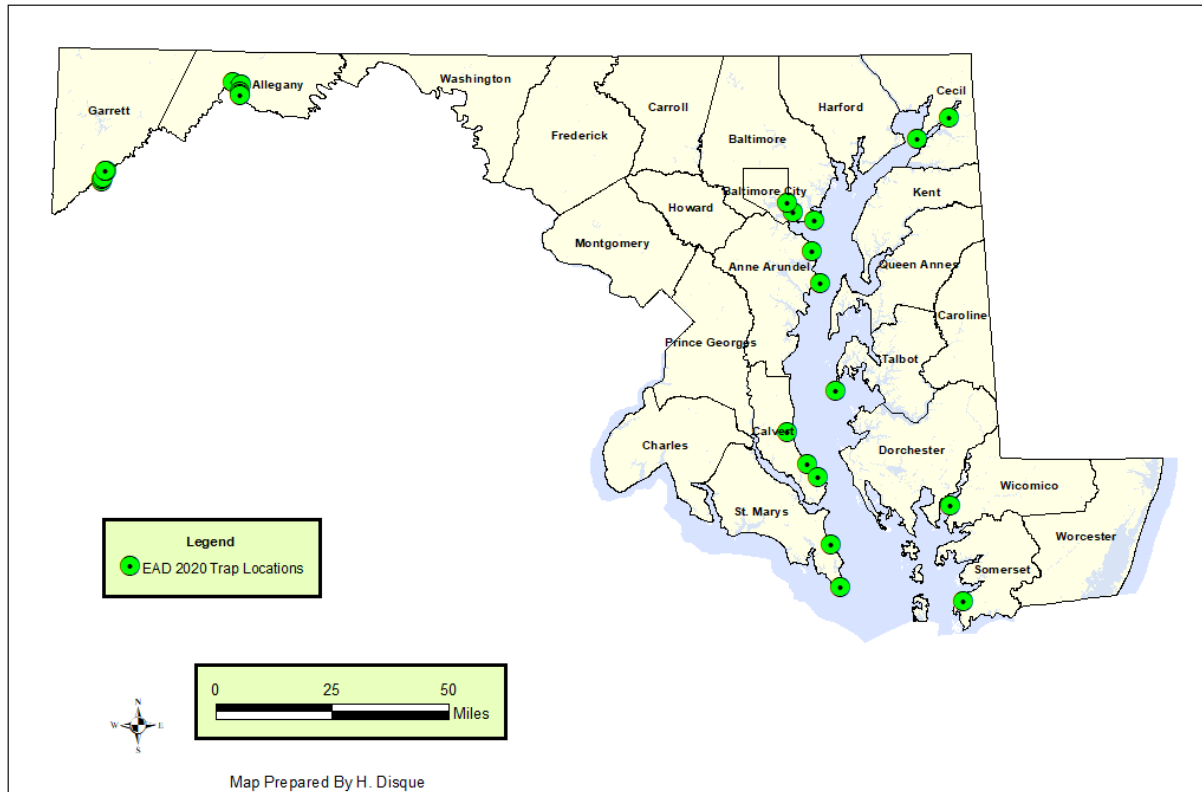 Washington
Allegany
Cecil
Garrett
Carroll
Harford
Frederick
Baltimore
Baltimore City
Kent
Howard
Montgomery
Anne Arundel
Queen Annes
Caroline
Prince Georges
Talbot
Calvert
Charles
Dorchester
Wicomico
St. Marys
Worcester
Somerset
Legend
EAD 2020 Trap Locations
0 25 50
Miles
N
W E
S
Map Prepared By H. Disque